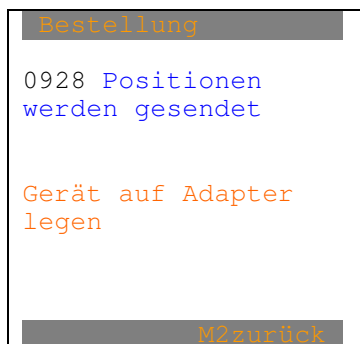 Bestellung
0928 Positionen
werden gesendet
Gerät auf Adapter
legen
M2zurück